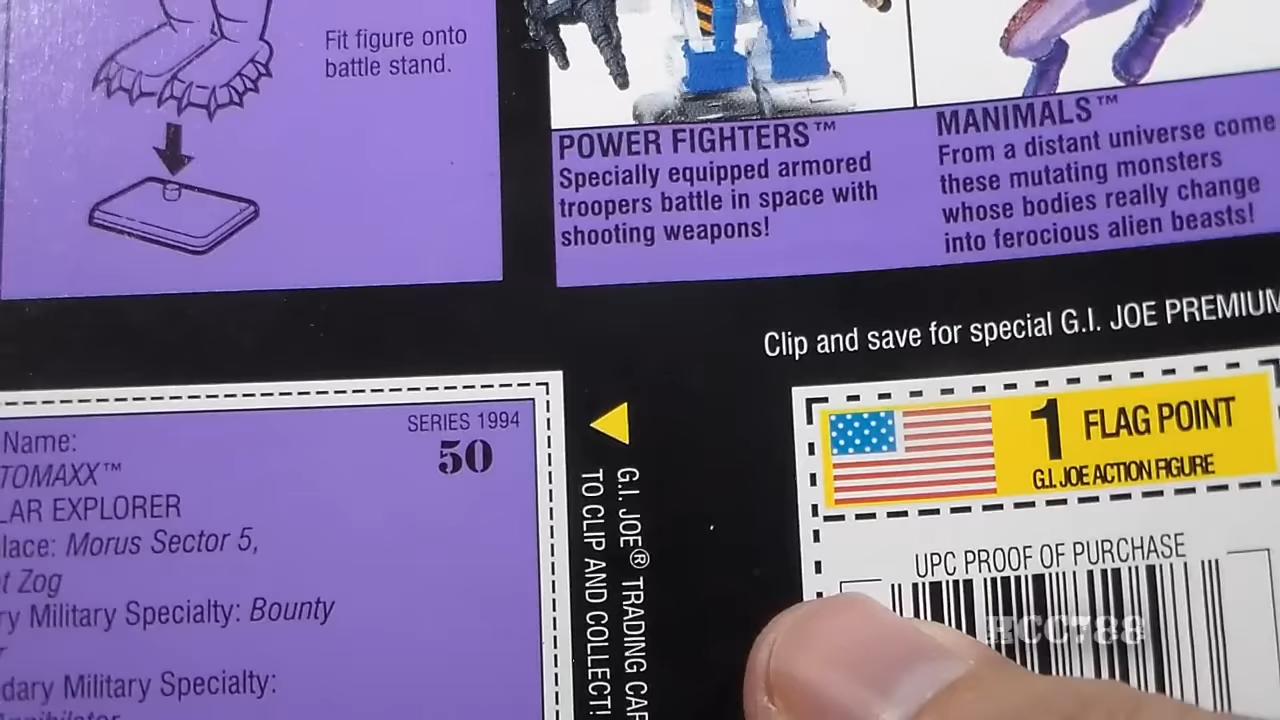 Fit figure onto
battle stand.
POWER FIGHTERS™
Specially equipped armored
troopers battle in space with
shooting weapons!
MANIMALS™
From a distant universe come
these mutating monsters
whose bodies really change
into ferocious alien beasts!
Clip and save for special G.I. JOE PREMIUM
SERIES 1994
50
Name:
TOMAXX™
LAR EXPLORER
lace: Morus Sector 5,
t Zog
ry Military Specialty: Bounty
r
dary Military Specialty:
G.I. JOE® TRADING CAR
TO CLIP AND COLLECT!
1 FLAG POINT
G.I. JOE ACTION FIGURE
UPC PROOF OF PURCHASE
HCC788